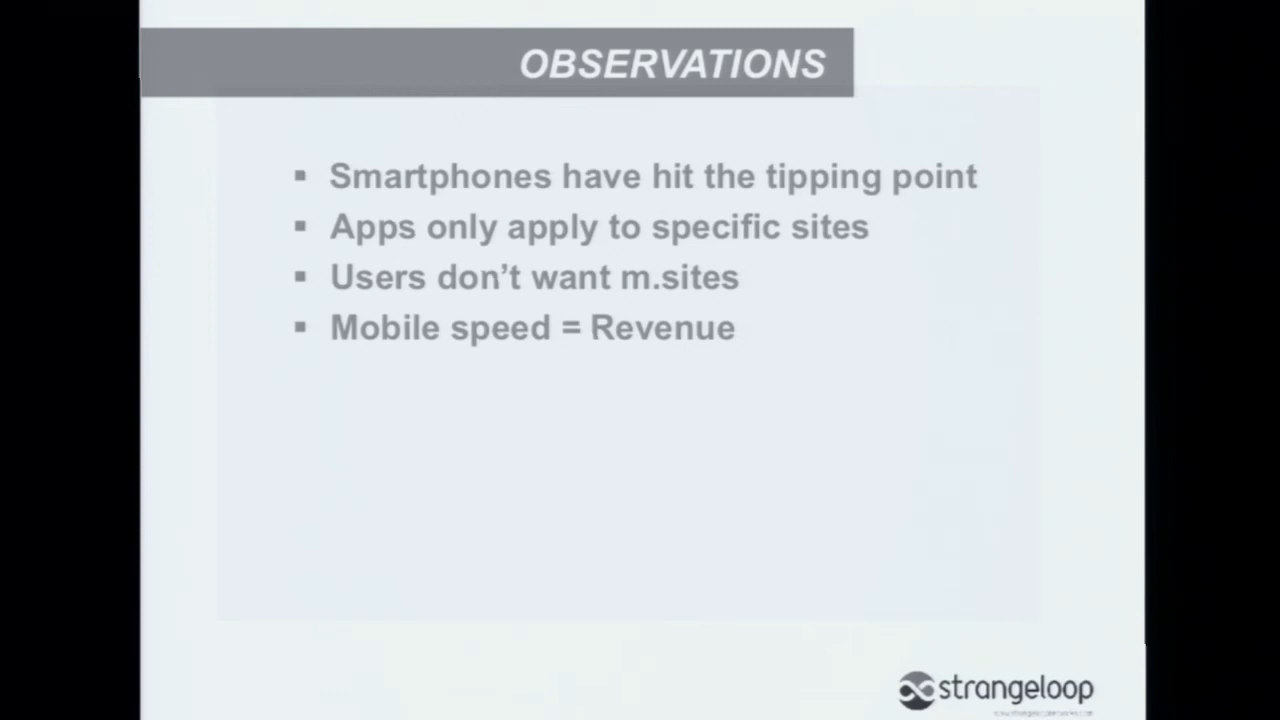 OBSERVATIONS
▪ Smartphones have hit the tipping point
▪ Apps only apply to specific sites
▪ Users don’t want m.sites
▪ Mobile speed = Revenue
strangeloop